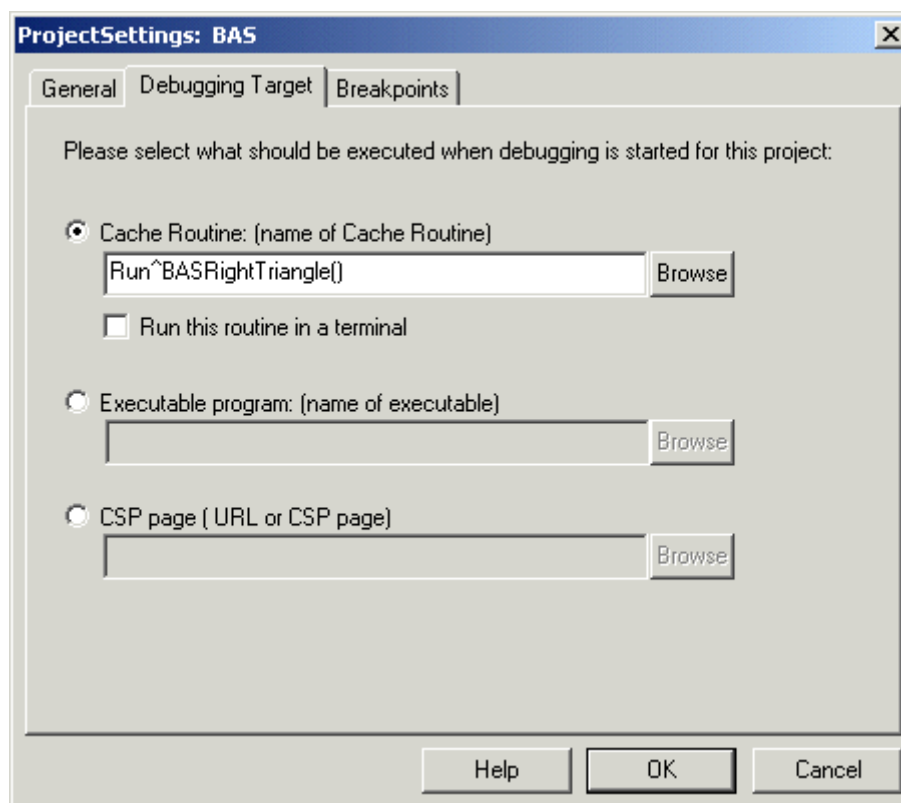 ProjectSettings: BAS
General Debugging Target Breakpoints
Please select what should be executed when debugging is started for this project:
Cache Routine: (name of Cache Routine)
Run^BASRightTriangle() Browse
Run this routine in a terminal
Executable program: (name of executable)
Browse
CSP page ( URL or CSP page)
Browse
Help OK Cancel